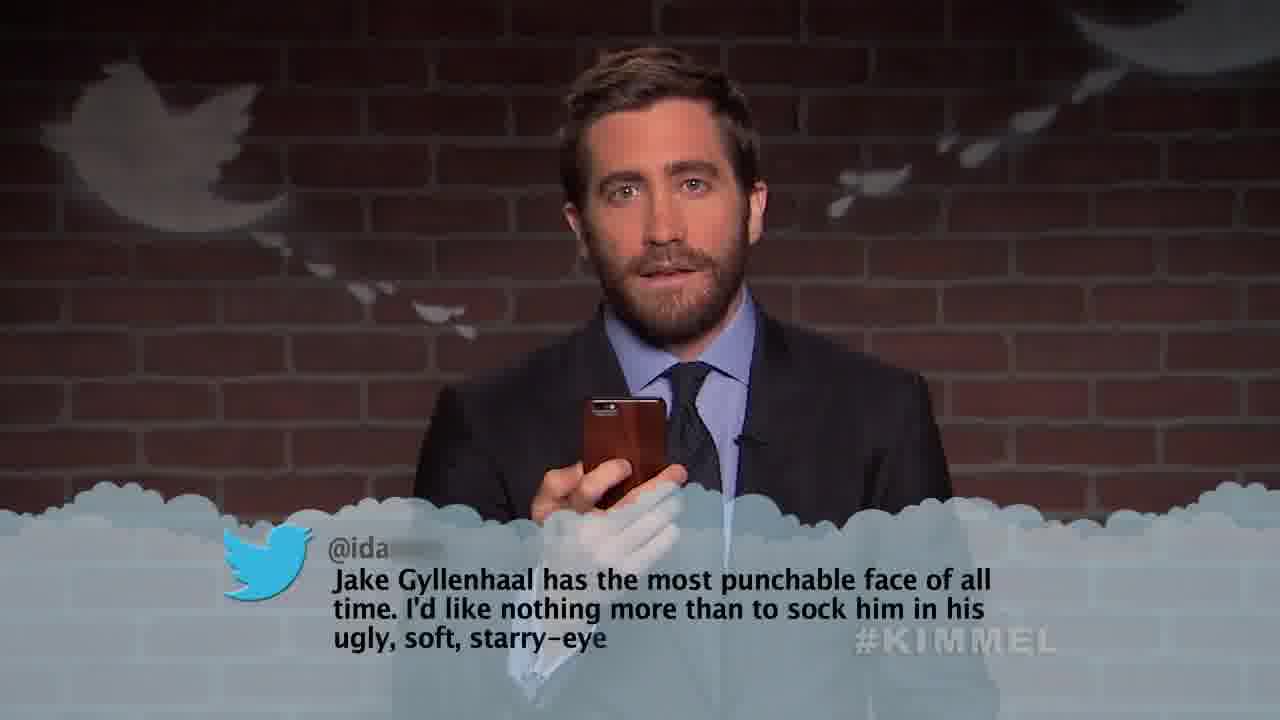 @ida
Jake Gyllenhaal has the most punchable face of all
time. I'd like nothing more than to sock him in his
ugly, soft, starry-eye
#KIMMEL